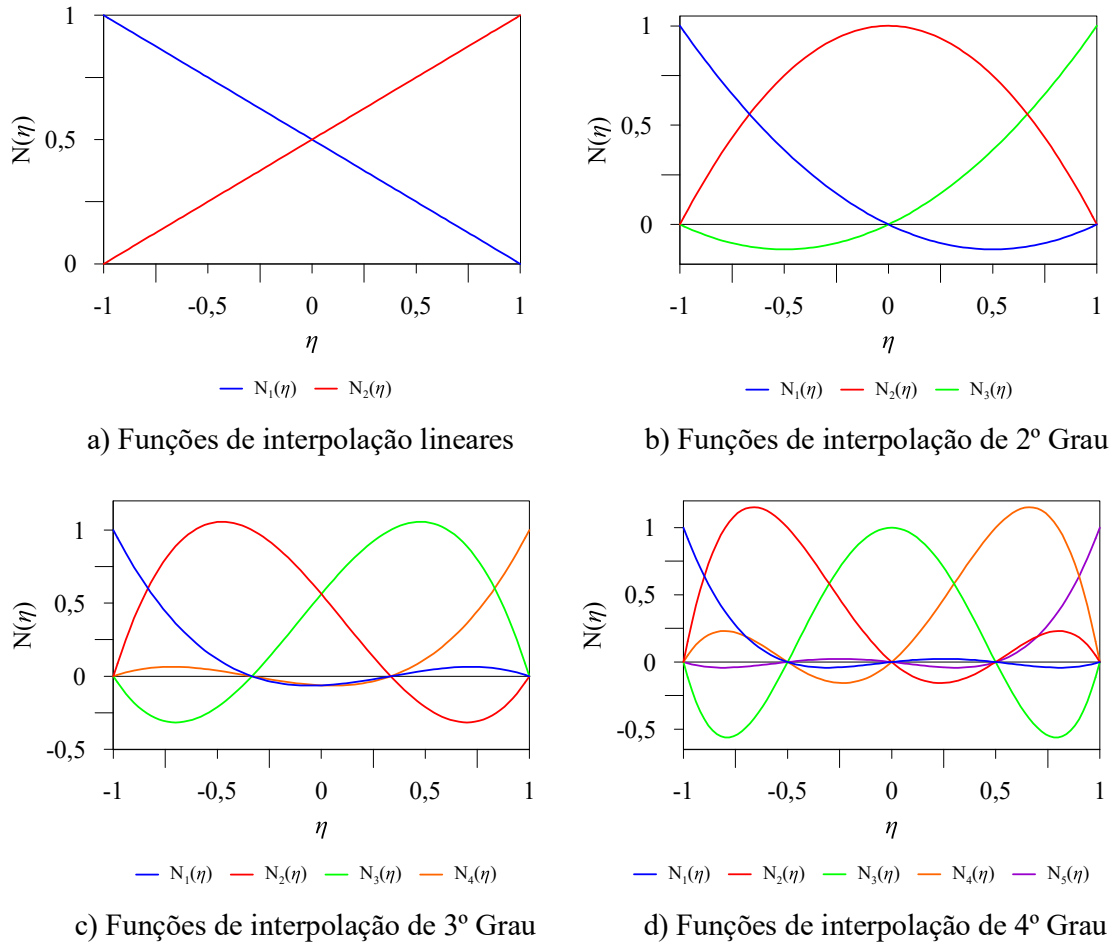 1
0,5
0
N(η)
-1
-0,5
0
0,5
1
η
N₁(η) N₂(η)
a) Funções de interpolação lineares
1
0,5
0
N(η)
-1
-0,5
0
0,5
1
η
N₁(η) N₂(η) N₃(η)
b) Funções de interpolação de 2º Grau
1
0,5
0
-0,5
N(η)
-1
-0,5
0
0,5
1
η
N₁(η) N₂(η) N₃(η) N₄(η)
c) Funções de interpolação de 3º Grau
1
0,5
0
-0,5
N(η)
-1
-0,5
0
0,5
1
η
N₁(η) N₂(η) N₃(η) N₄(η) N₅(η)
d) Funções de interpolação de 4º Grau